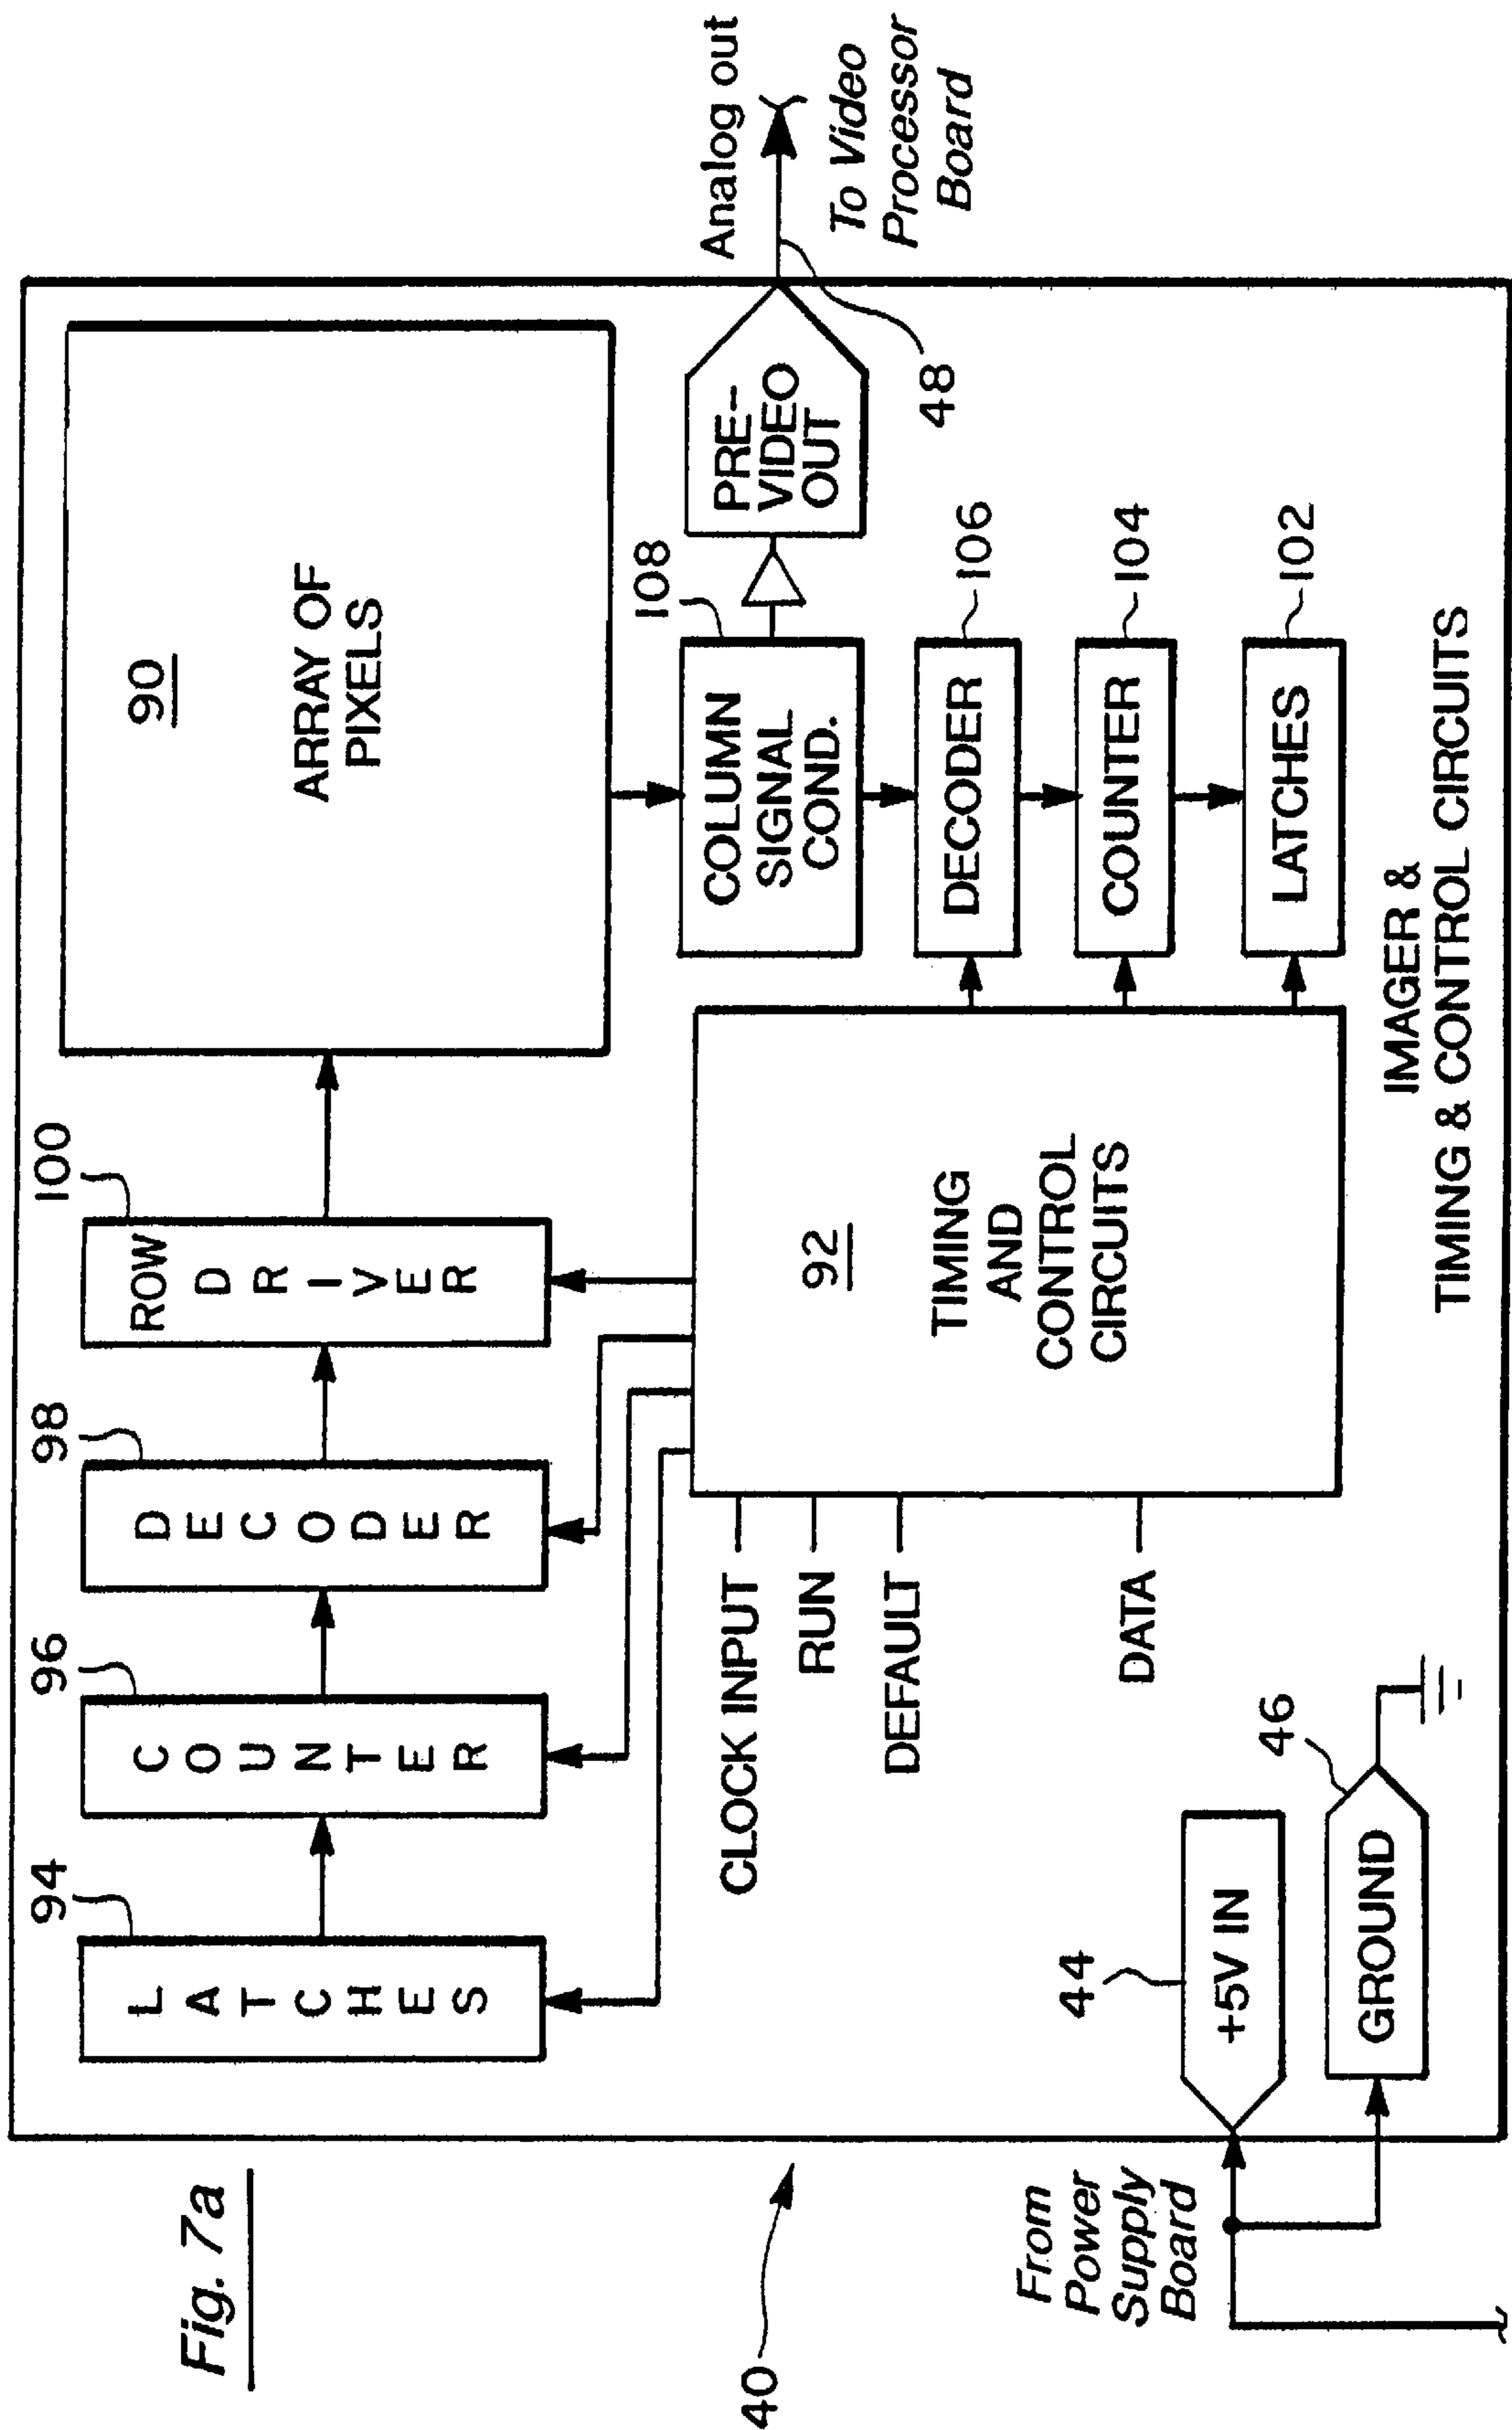 Fig. 7a
40
94
96
98
100
LATCHES
COUNTER
DECODER
ROW
DRIVER
90
ARRAY OF
PIXELS
CLOCK INPUT
RUN
DEFAULT
DATA
92
TIMING
AND
CONTROL
CIRCUITS
108
COLUMN
SIGNAL
COND.
PRE-
VIDEO
OUT
Analog out
To Video
Processor
Board
48
DECODER
106
COUNTER
104
LATCHES
102
From
Power
Supply
Board
44
+5V IN
46
GROUND
IMAGER &
TIMING & CONTROL CIRCUITS